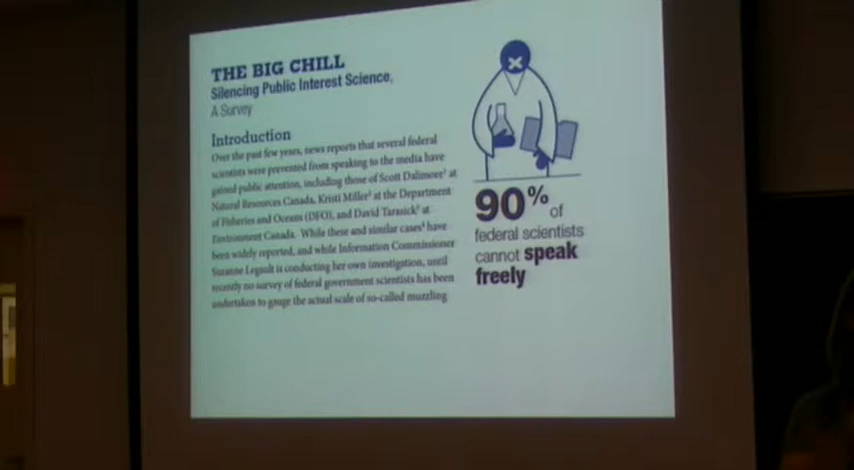 THE BIG CHILL
Silencing Public Interest Science,
A Survey
Introduction
Over the past few years, news reports that several federal
scientists were prevented from speaking to the media have
gained public attention, including those of Scott Dallimore¹ at
Natural Resources Canada, Kristi Miller² at the Department
of Fisheries and Oceans (DFO), and David Tarasick³ at
Environment Canada. While these and similar cases⁴ have
been widely reported, and while Information Commissioner
Suzanne Legault is conducting her own investigation, until
recently no survey of federal government scientists has been
undertaken to gauge the actual scale of so-called muzzling
90% of
federal scientists
cannot speak
freely